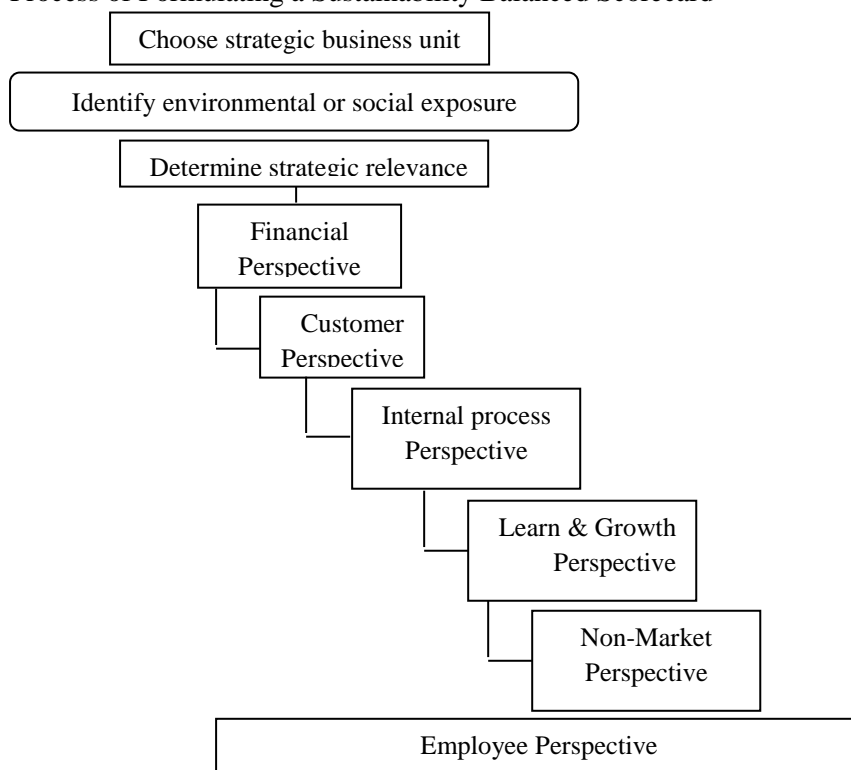 Process of Formulating a Sustainability Balanced Scorecard
Choose strategic business unit
Identify environmental or social exposure
Determine strategic relevance
Financial
Perspective
Customer
Perspective
Internal process
Perspective
Learn & Growth
Perspective
Non-Market
Perspective
Employee Perspective